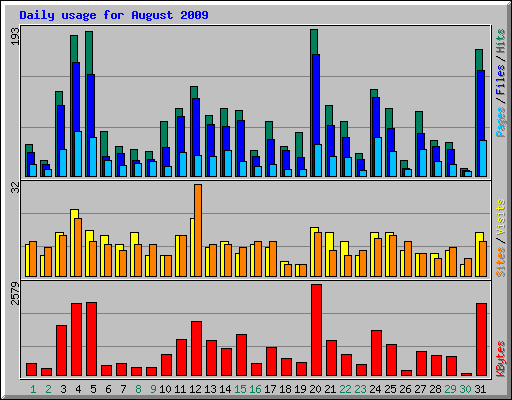 Daily usage for August 2009
193
Pages / Files / Hits
32
Sites / Visits
2579
KBytes
1 2 3 4 5 6 7 8 9 10 11 12 13 14 15 16 17 18 19 20 21 22 23 24 25 26 27 28 29 30 31